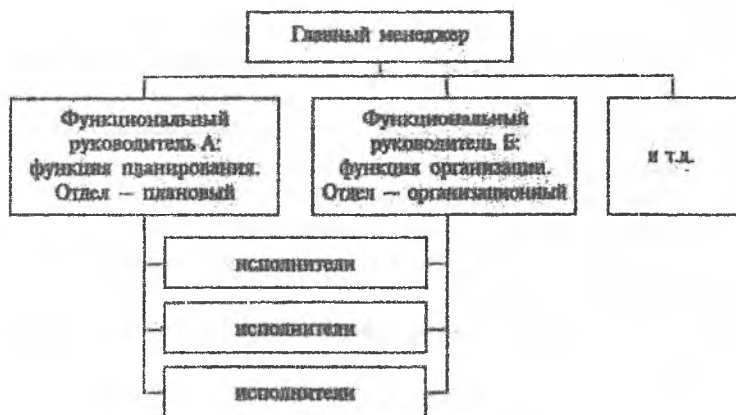 Главный менеджер
Функциональный
руководитель А:
функция планирования.
Отдел — плановый
Функциональный
руководитель Б:
функция организации.
Отдел — организационный
и т.д.
исполнители
исполнители
исполнители